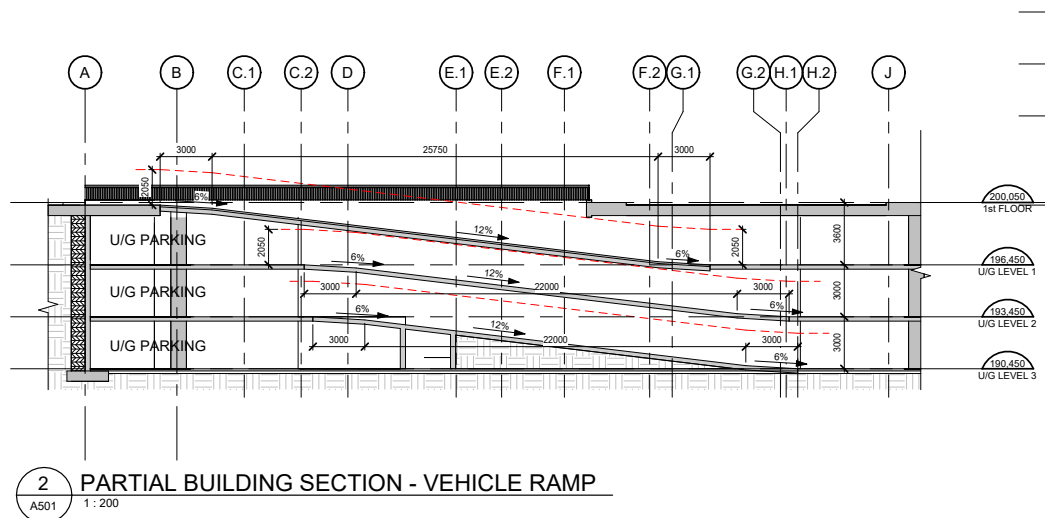 A B C.1 C.2 D E.1 E.2 F.1 F.2 G.1 G.2 H.1 H.2 J
3000 25750 3000
2050
6%
200,050
1st FLOOR
U/G PARKING
2050
12%
2050
3600
6%
196,450
U/G LEVEL 1
6%
U/G PARKING
12%
3000 22000 3000
3000
6%
193,450
U/G LEVEL 2
6%
12%
U/G PARKING
3000 22000
3000
6%
190,450
U/G LEVEL 3
2
A501
PARTIAL BUILDING SECTION - VEHICLE RAMP
1 : 200